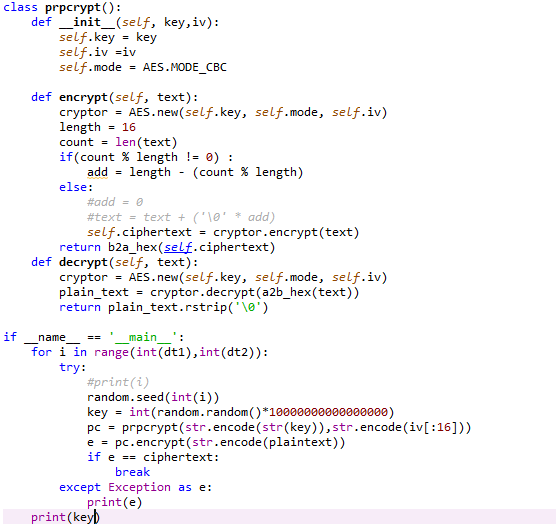 class prpcrypt():
    def __init__(self, key,iv):
        self.key = key
        self.iv =iv
        self.mode = AES.MODE_CBC

    def encrypt(self, text):
        cryptor = AES.new(self.key, self.mode, self.iv)
        length = 16
        count = len(text)
        if(count % length != 0) :
            add = length - (count % length)
        else:
            #add = 0
            #text = text + ('\0' * add)
            self.ciphertext = cryptor.encrypt(text)
        return b2a_hex(self.ciphertext)
    def decrypt(self, text):
        cryptor = AES.new(self.key, self.mode, self.iv)
        plain_text = cryptor.decrypt(a2b_hex(text))
        return plain_text.rstrip('\0')

if __name__ == '__main__':
    for i in range(int(dt1),int(dt2)):
        try:
            #print(i)
            random.seed(int(i))
            key = int(random.random()*10000000000000000)
            pc = prpcrypt(str.encode(str(key)),str.encode(iv[:16]))
            e = pc.encrypt(str.encode(plaintext))
            if e == ciphertext:
                break
        except Exception as e:
            print(e)
    print(key)